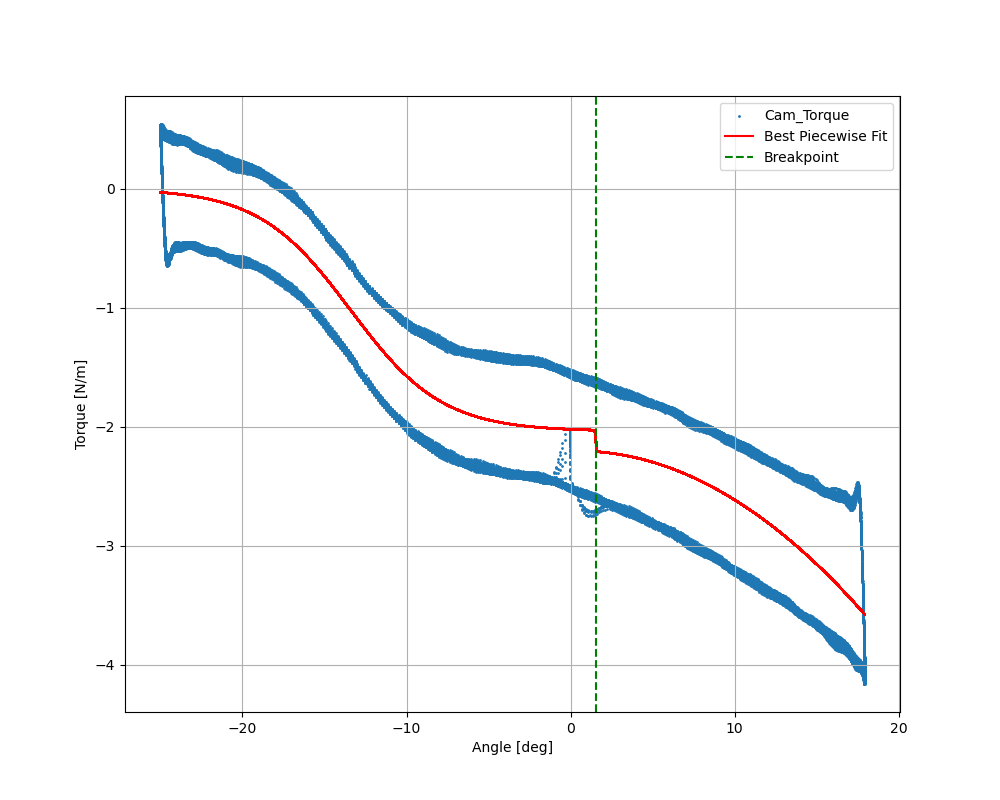 Cam_Torque
Best Piecewise Fit
Breakpoint
0
−1
−2
−3
−4
Torque [N/m]
−20
−10
0
10
20
Angle [deg]